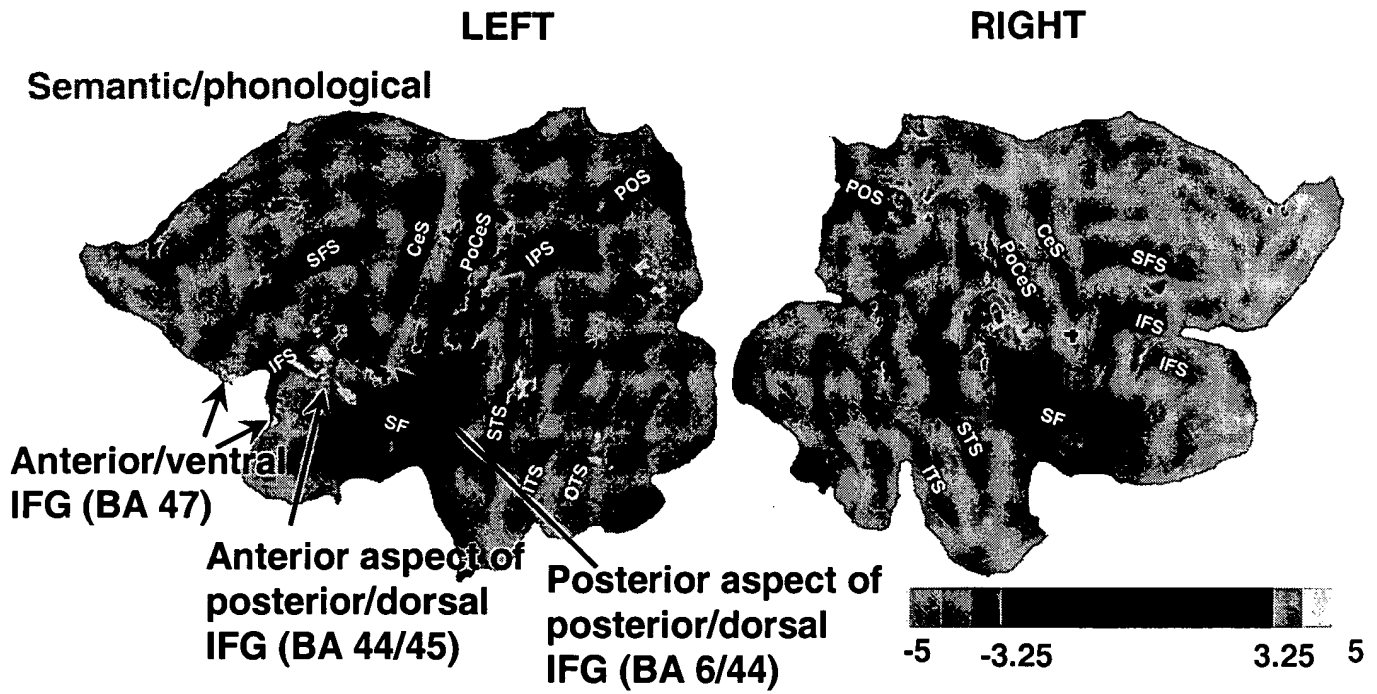 LEFT
RIGHT
Semantic/phonological
POS
SFS
CeS
PoCeS
IPS
IFS
SF
STS
ITS
OTS
POS
CeS
PoCeS
SFS
IFS
IFS
SF
STS
ITS
Anterior/ventral
IFG (BA 47)
Anterior aspect of
posterior/dorsal
IFG (BA 44/45)
Posterior aspect of
posterior/dorsal
IFG (BA 6/44)
-5 -3.25 3.25 5